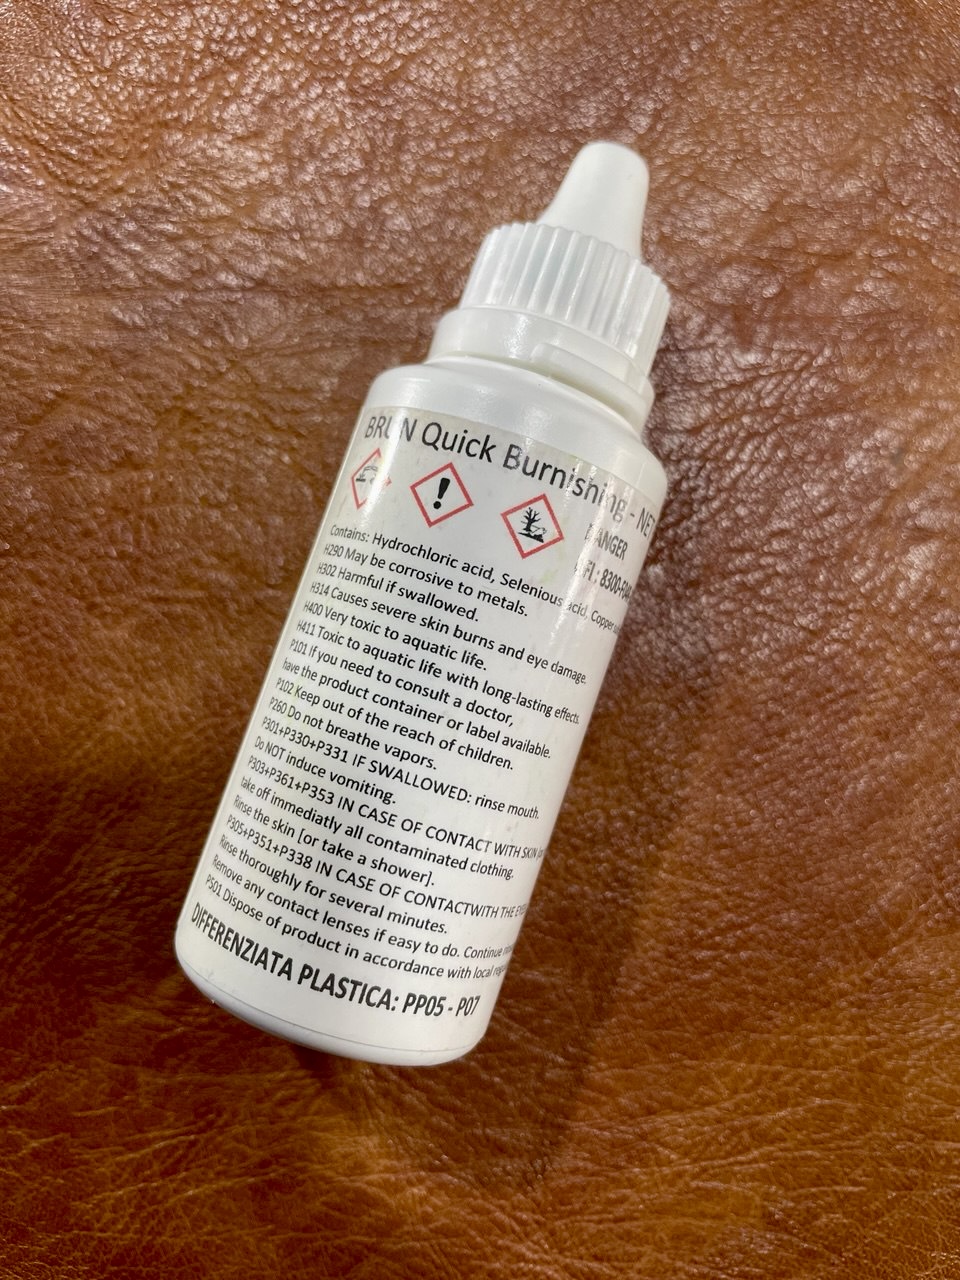 BRUN Quick Burnishing - NET
DANGER
UFI: 8300-F0
Contains: Hydrochloric acid, Selenious acid, Copper
H290 May be corrosive to metals.
H302 Harmful if swallowed.
H314 Causes severe skin burns and eye damage.
H400 Very toxic to aquatic life.
H411 Toxic to aquatic life with long-lasting effects.
P101 If you need to consult a doctor,
have the product container or label available.
P102 Keep out of the reach of children.
P260 Do not breathe vapors.
P301+P330+P331 IF SWALLOWED: rinse mouth.
Do NOT induce vomiting.
P303+P361+P353 IN CASE OF CONTACT WITH SKIN
take off immediatly all contaminated clothing.
Rinse the skin [or take a shower].
P305+P351+P338 IN CASE OF CONTACTWITH THE EYES
Rinse thoroughly for several minutes.
Remove any contact lenses if easy to do. Continue
P501 Dispose of product in accordance with local
DIFFERENZIATA PLASTICA: PP05 - P07